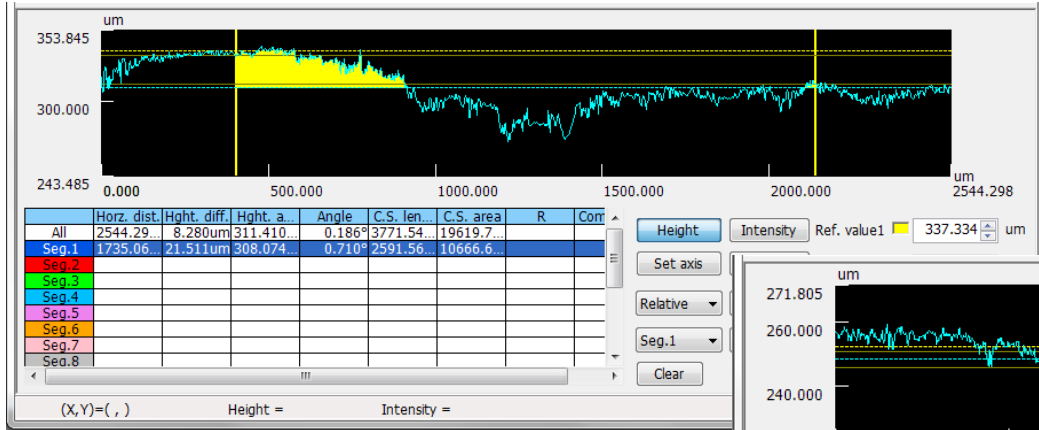 um
353.845
300.000
243.485
0.000 500.000 1000.000 1500.000 2000.000 um 2544.298
Horz. dist. Hght. diff. Hght. a... Angle C.S. len... C.S. area R Com
All 2544.29... 8.280um 311.410... 0.186° 3771.54... 19619.7...
Seg.1 1735.06... 21.511um 308.074... 0.710° 2591.56... 10666.6...
Seg.2
Seg.3
Seg.4
Seg.5
Seg.6
Seg.7
Seg.8
Height Intensity Ref. value1 337.334 um
Set axis
Relative
Seg.1
Clear
um
271.805
260.000
240.000
(X,Y)=( , ) Height = Intensity =